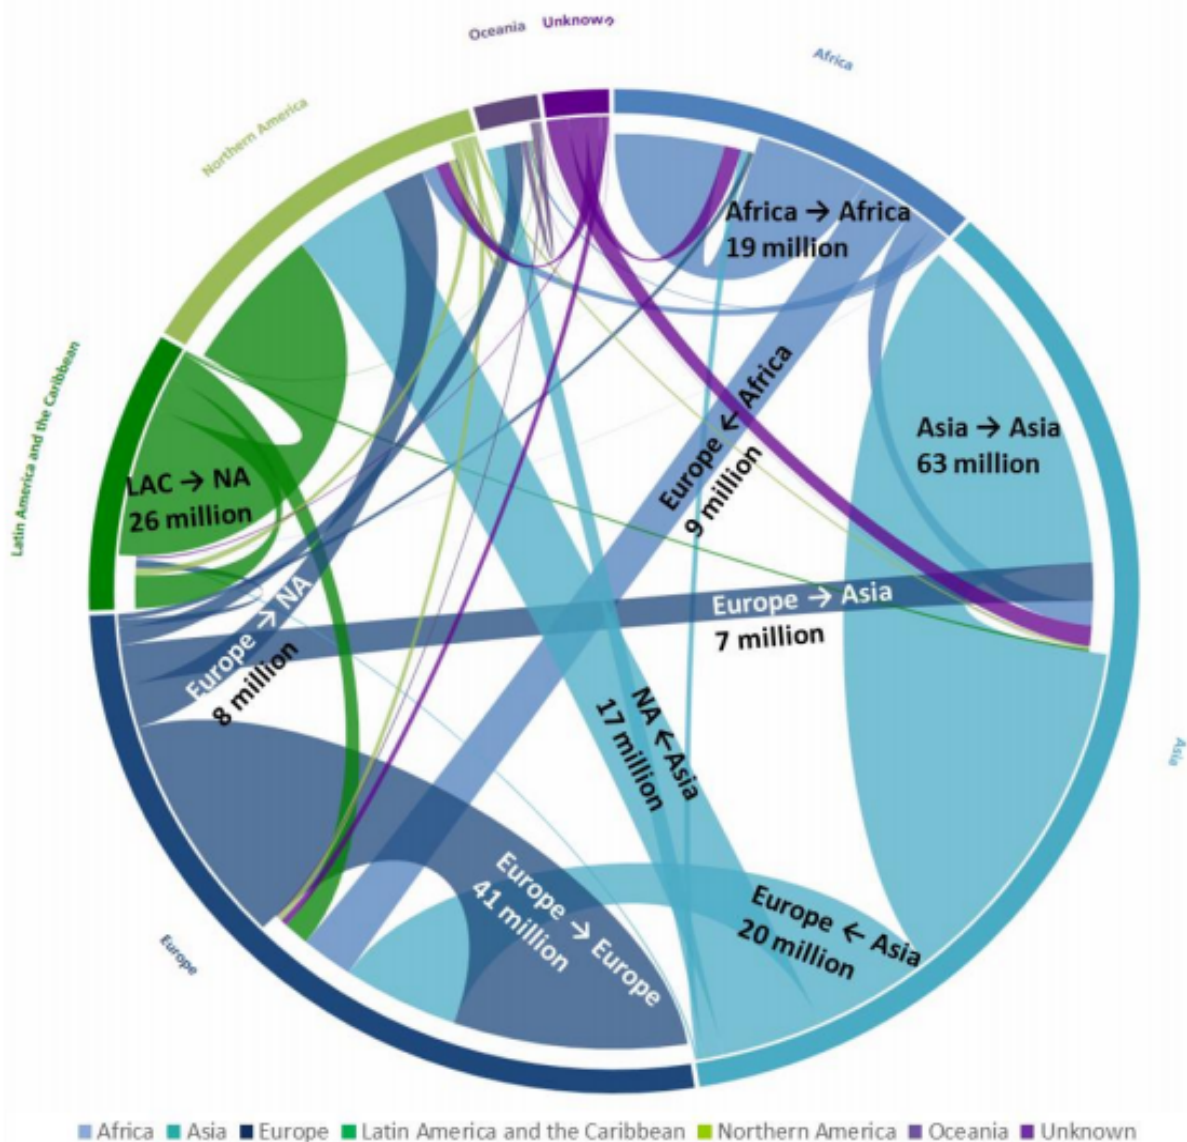 Oceania
Unknown
Africa
Northern America
Africa → Africa
19 million
Latin America and the Caribbean
Europe ← Africa
9 million
Asia → Asia
63 million
LAC → NA
26 million
Europe → NA
8 million
Europe → Asia
7 million
NA ← Asia
17 million
Asia
Europe → Europe
41 million
Europe ← Asia
20 million
Europe
Africa Asia Europe Latin America and the Caribbean Northern America Oceania Unknown